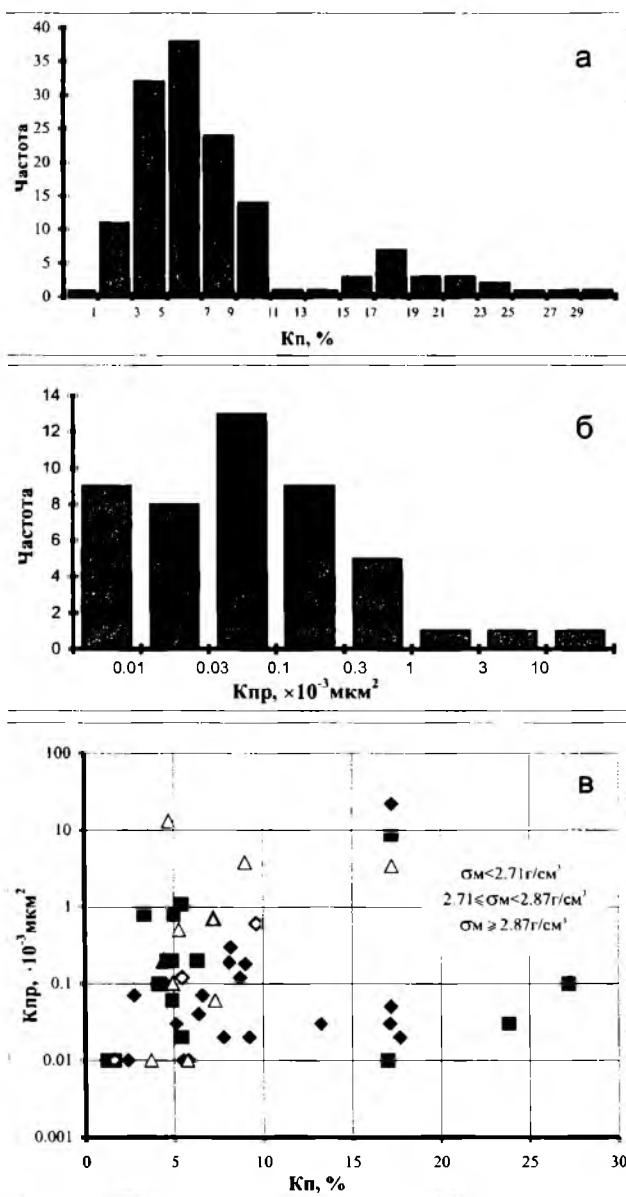 а
40
35
30
25
20
15
10
5
0
Частота
1 3 5 7 9 11 13 15 17 19 21 23 25 27 29
Кп, %
б
14
12
10
8
6
4
2
0
Частота
0.01 0.03 0.1 0.3 1 3 10
Кпр, ×10⁻³мкм²
в
100
10
1
0.1
0.01
0.001
Кпр, ·10⁻³мкм²
σм<2.71г/см³
2.71⩽σм<2.87г/см³
σм ⩾ 2.87г/см³
0 5 10 15 20 25 30
Кп, %